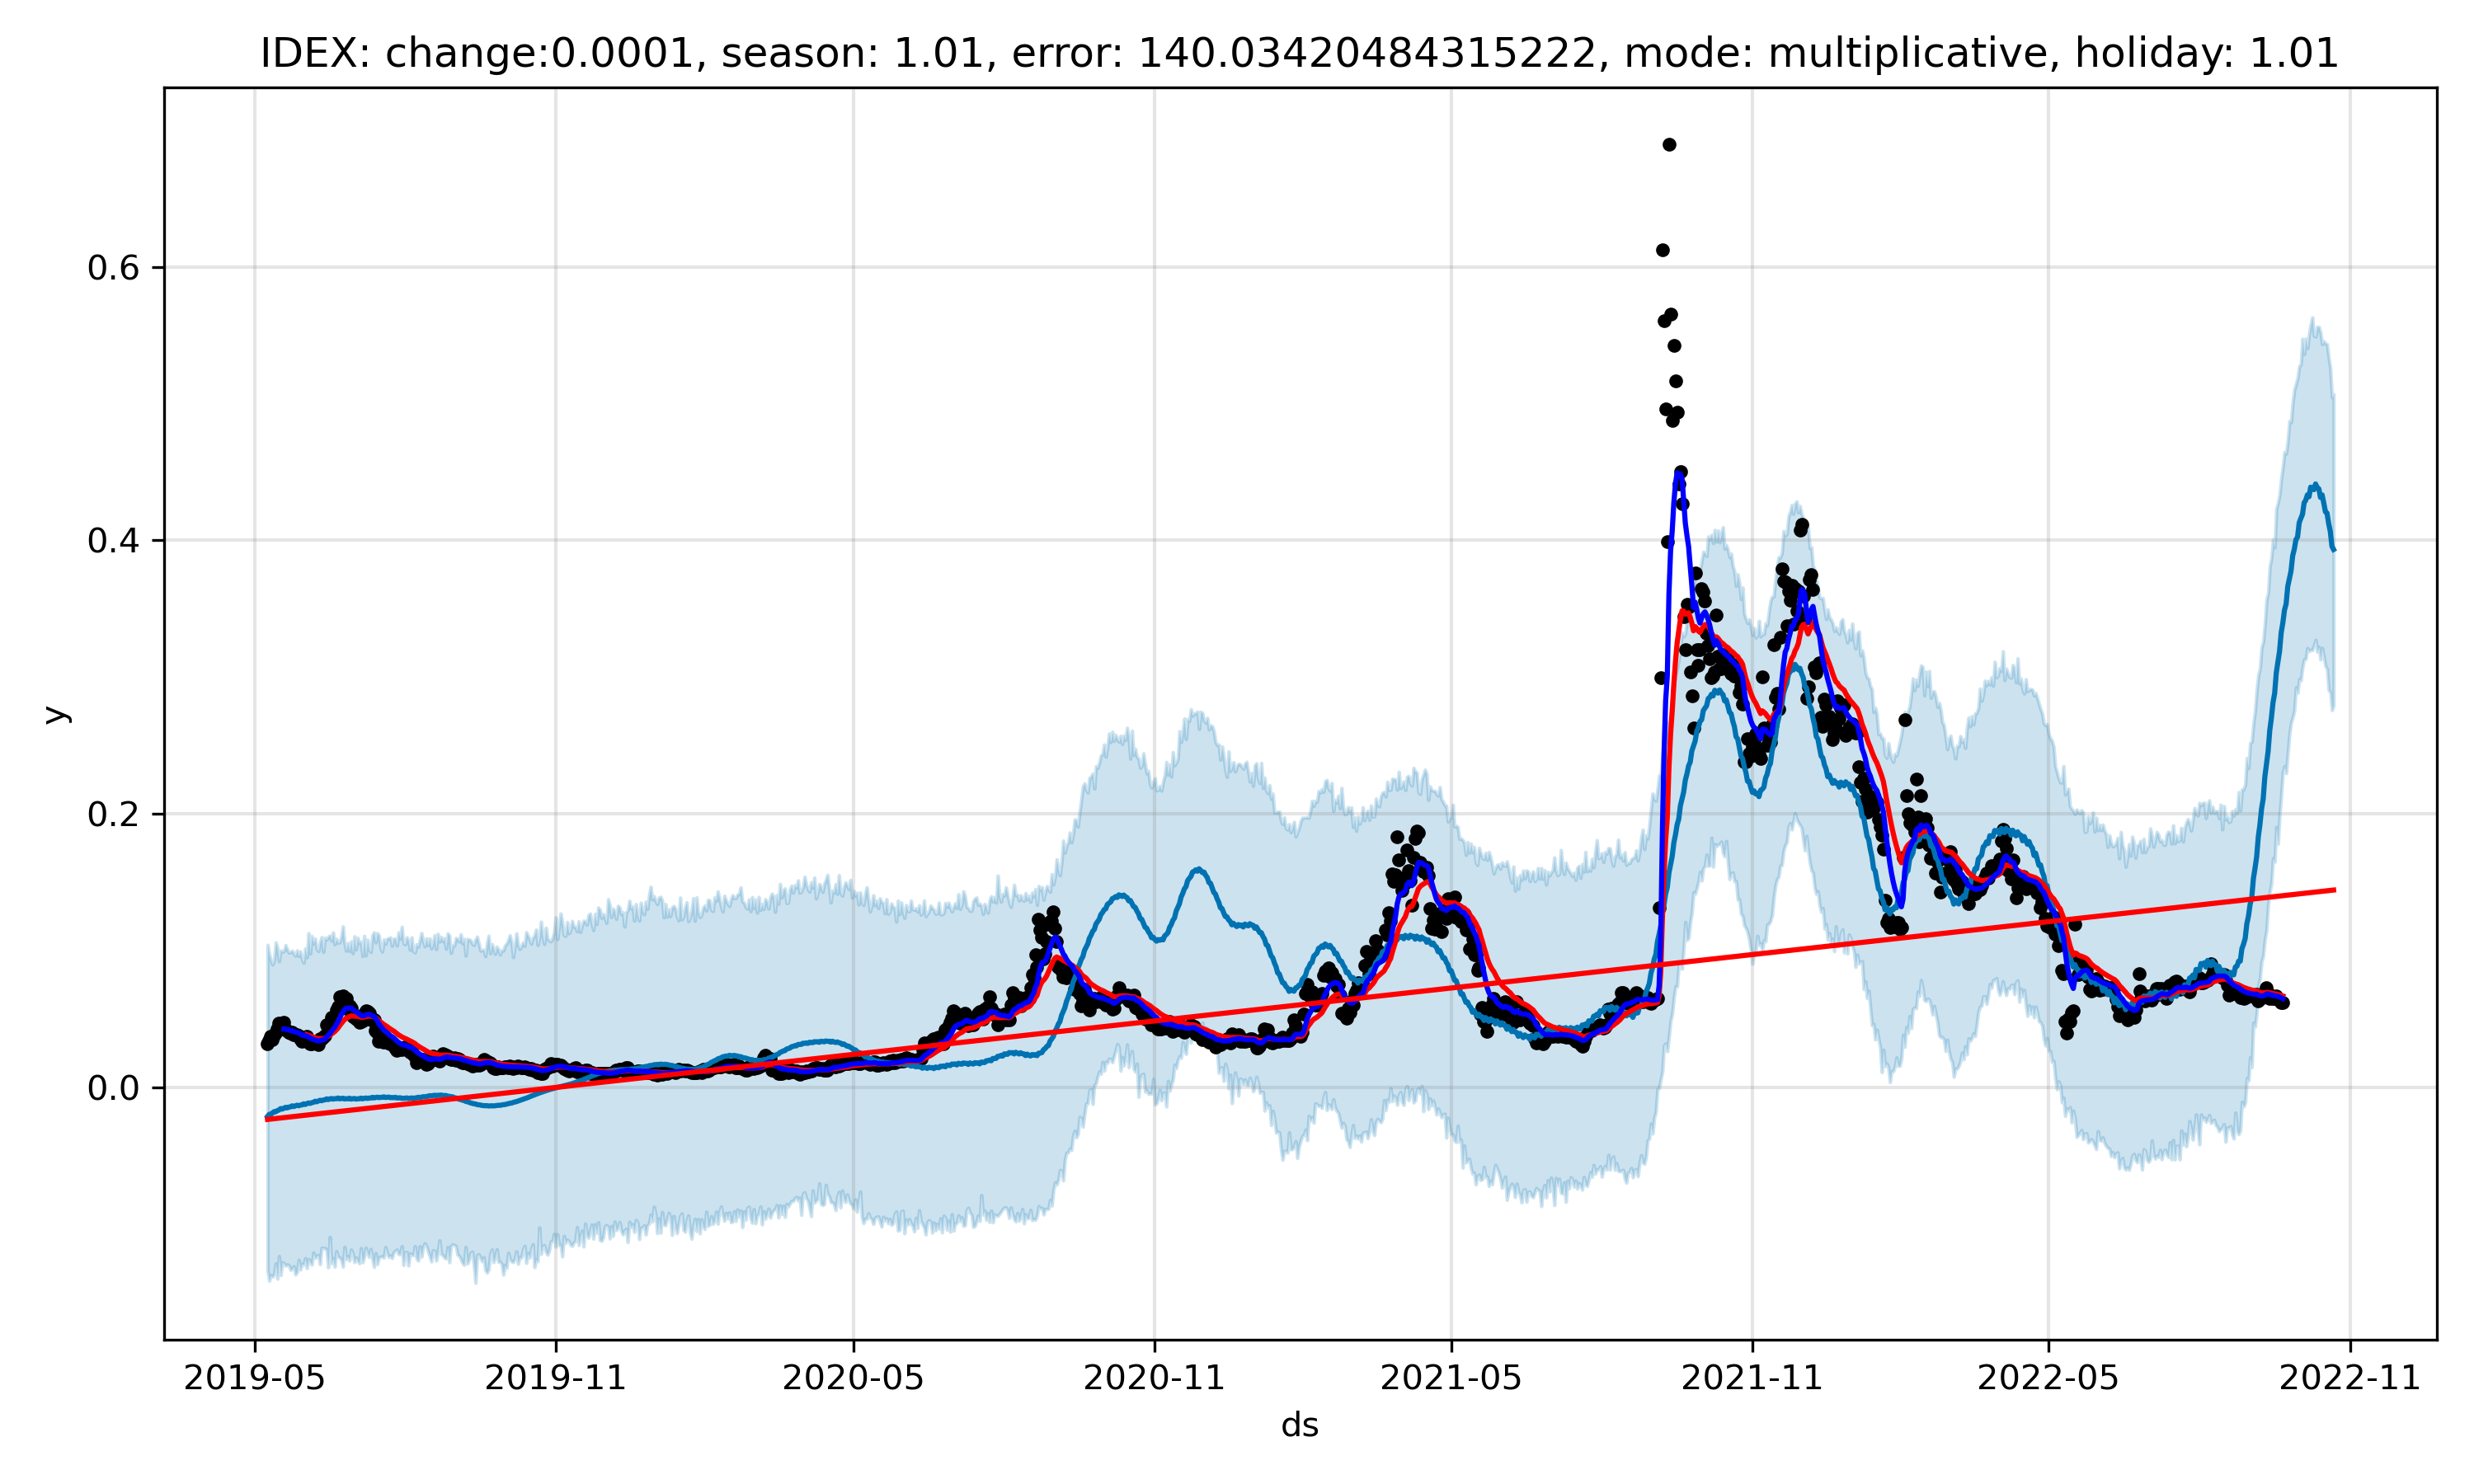 IDEX: change:0.0001, season: 1.01, error: 140.03420484315222, mode: multiplicative, holiday: 1.01
0.6
0.4
y
0.2
0.0
2019-05 2019-11 2020-05 2020-11 2021-05 2021-11 2022-05 2022-11
ds